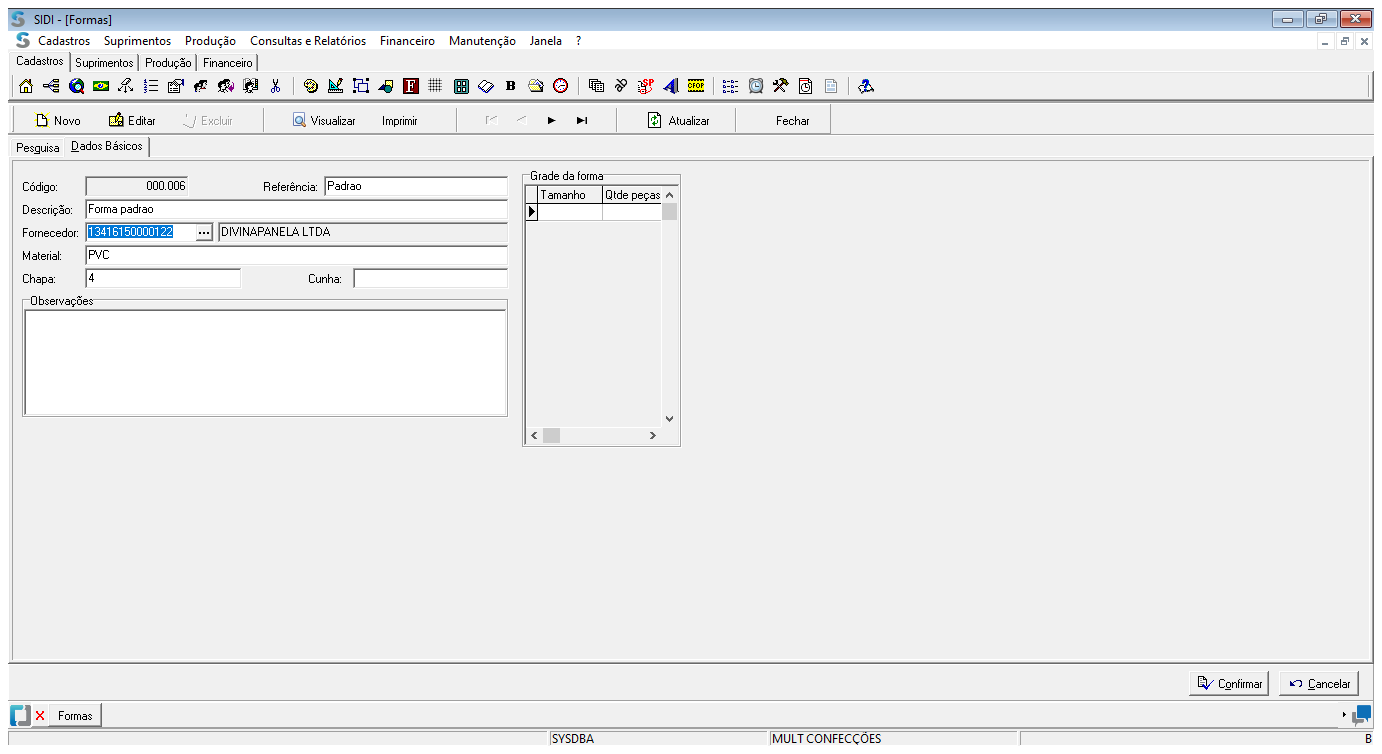 SIDI - [Formas]
Cadastros Suprimentos Produção Consultas e Relatórios Financeiro Manutenção Janela ?
Cadastros Suprimentos Produção Financeiro
F B SP CFOP
Novo Editar Excluir Visualizar Imprimir Atualizar Fechar
Pesquisa Dados Básicos
Código: 000.006 Referência: Padrao
Descrição: Forma padrao
Fornecedor: 13416150000122 ... DIVINAPANELA LTDA
Material: PVC
Chapa: 4 Cunha:
Observações
Grade da forma
Tamanho Qtde peças
Confirmar Cancelar
Formas
SYSDBA MULT CONFECÇÕES B